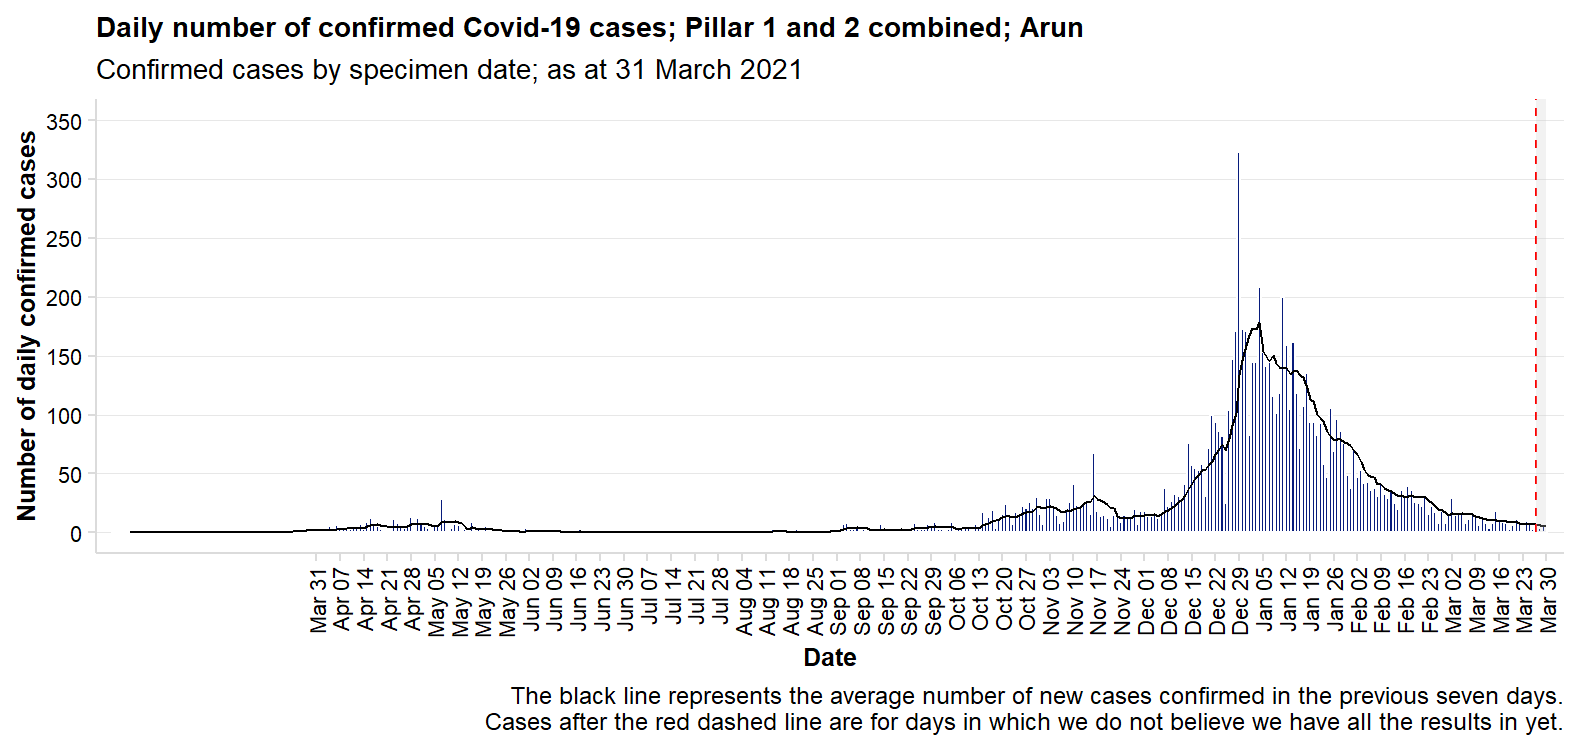 Daily number of confirmed Covid-19 cases; Pillar 1 and 2 combined; Arun
Confirmed cases by specimen date; as at 31 March 2021
Number of daily confirmed cases
350
300
250
200
150
100
50
0
Mar 31
Apr 07
Apr 14
Apr 21
Apr 28
May 05
May 12
May 19
May 26
Jun 02
Jun 09
Jun 16
Jun 23
Jun 30
Jul 07
Jul 14
Jul 21
Jul 28
Aug 04
Aug 11
Aug 18
Aug 25
Sep 01
Sep 08
Sep 15
Sep 22
Sep 29
Oct 06
Oct 13
Oct 20
Oct 27
Nov 03
Nov 10
Nov 17
Nov 24
Dec 01
Dec 08
Dec 15
Dec 22
Dec 29
Jan 05
Jan 12
Jan 19
Jan 26
Feb 02
Feb 09
Feb 16
Feb 23
Mar 02
Mar 09
Mar 16
Mar 23
Mar 30
Date
The black line represents the average number of new cases confirmed in the previous seven days.
Cases after the red dashed line are for days in which we do not believe we have all the results in yet.